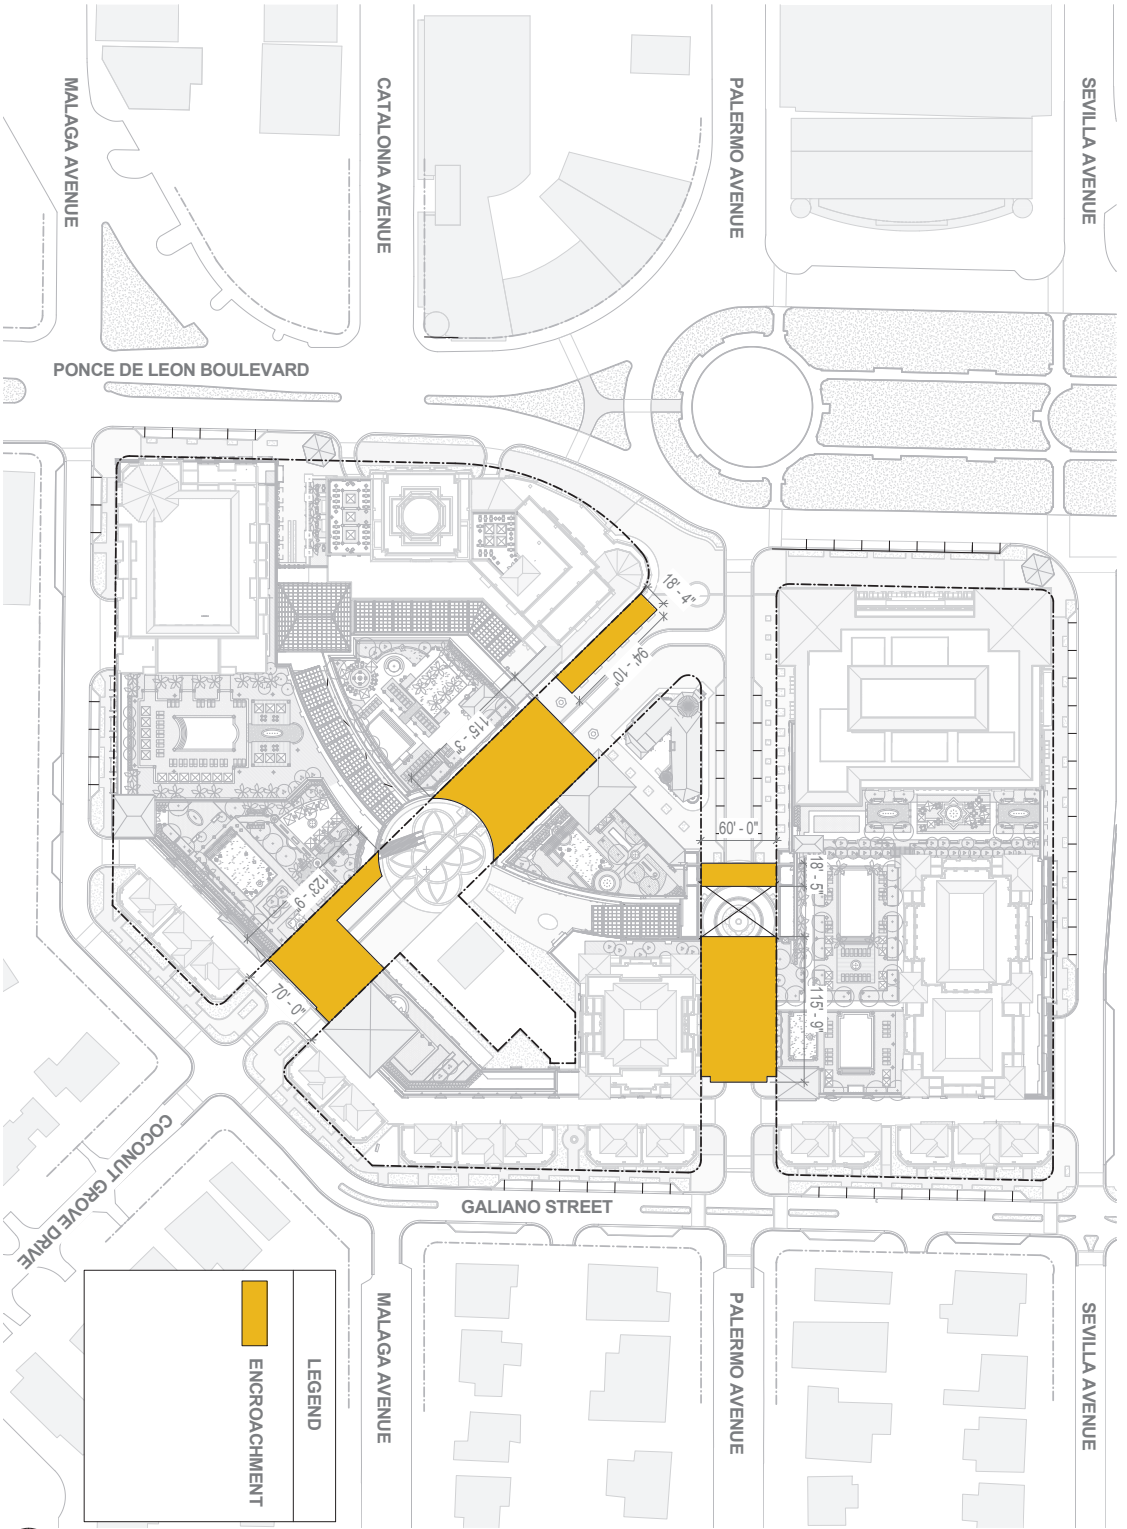 MALAGA AVENUE
CATALONIA AVENUE
PALERMO AVENUE
SEVILLA AVENUE
PONCE DE LEON BOULEVARD
18' - 4"
94' - 10"
115' - 3"
60' - 0"
18' - 5"
123' - 9"
115' - 9"
70' - 0"
COCONUT GROVE DRIVE
GALIANO STREET
MALAGA AVENUE
PALERMO AVENUE
SEVILLA AVENUE
LEGEND
ENCROACHMENT